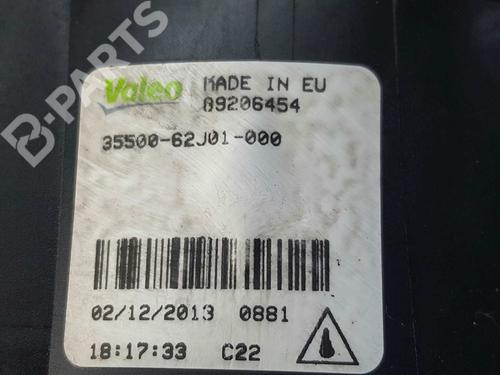 B-PARTS
Valeo MADE IN EU
89206454
35500-62J01-000
02/12/2013 0881
18:17:33 C22